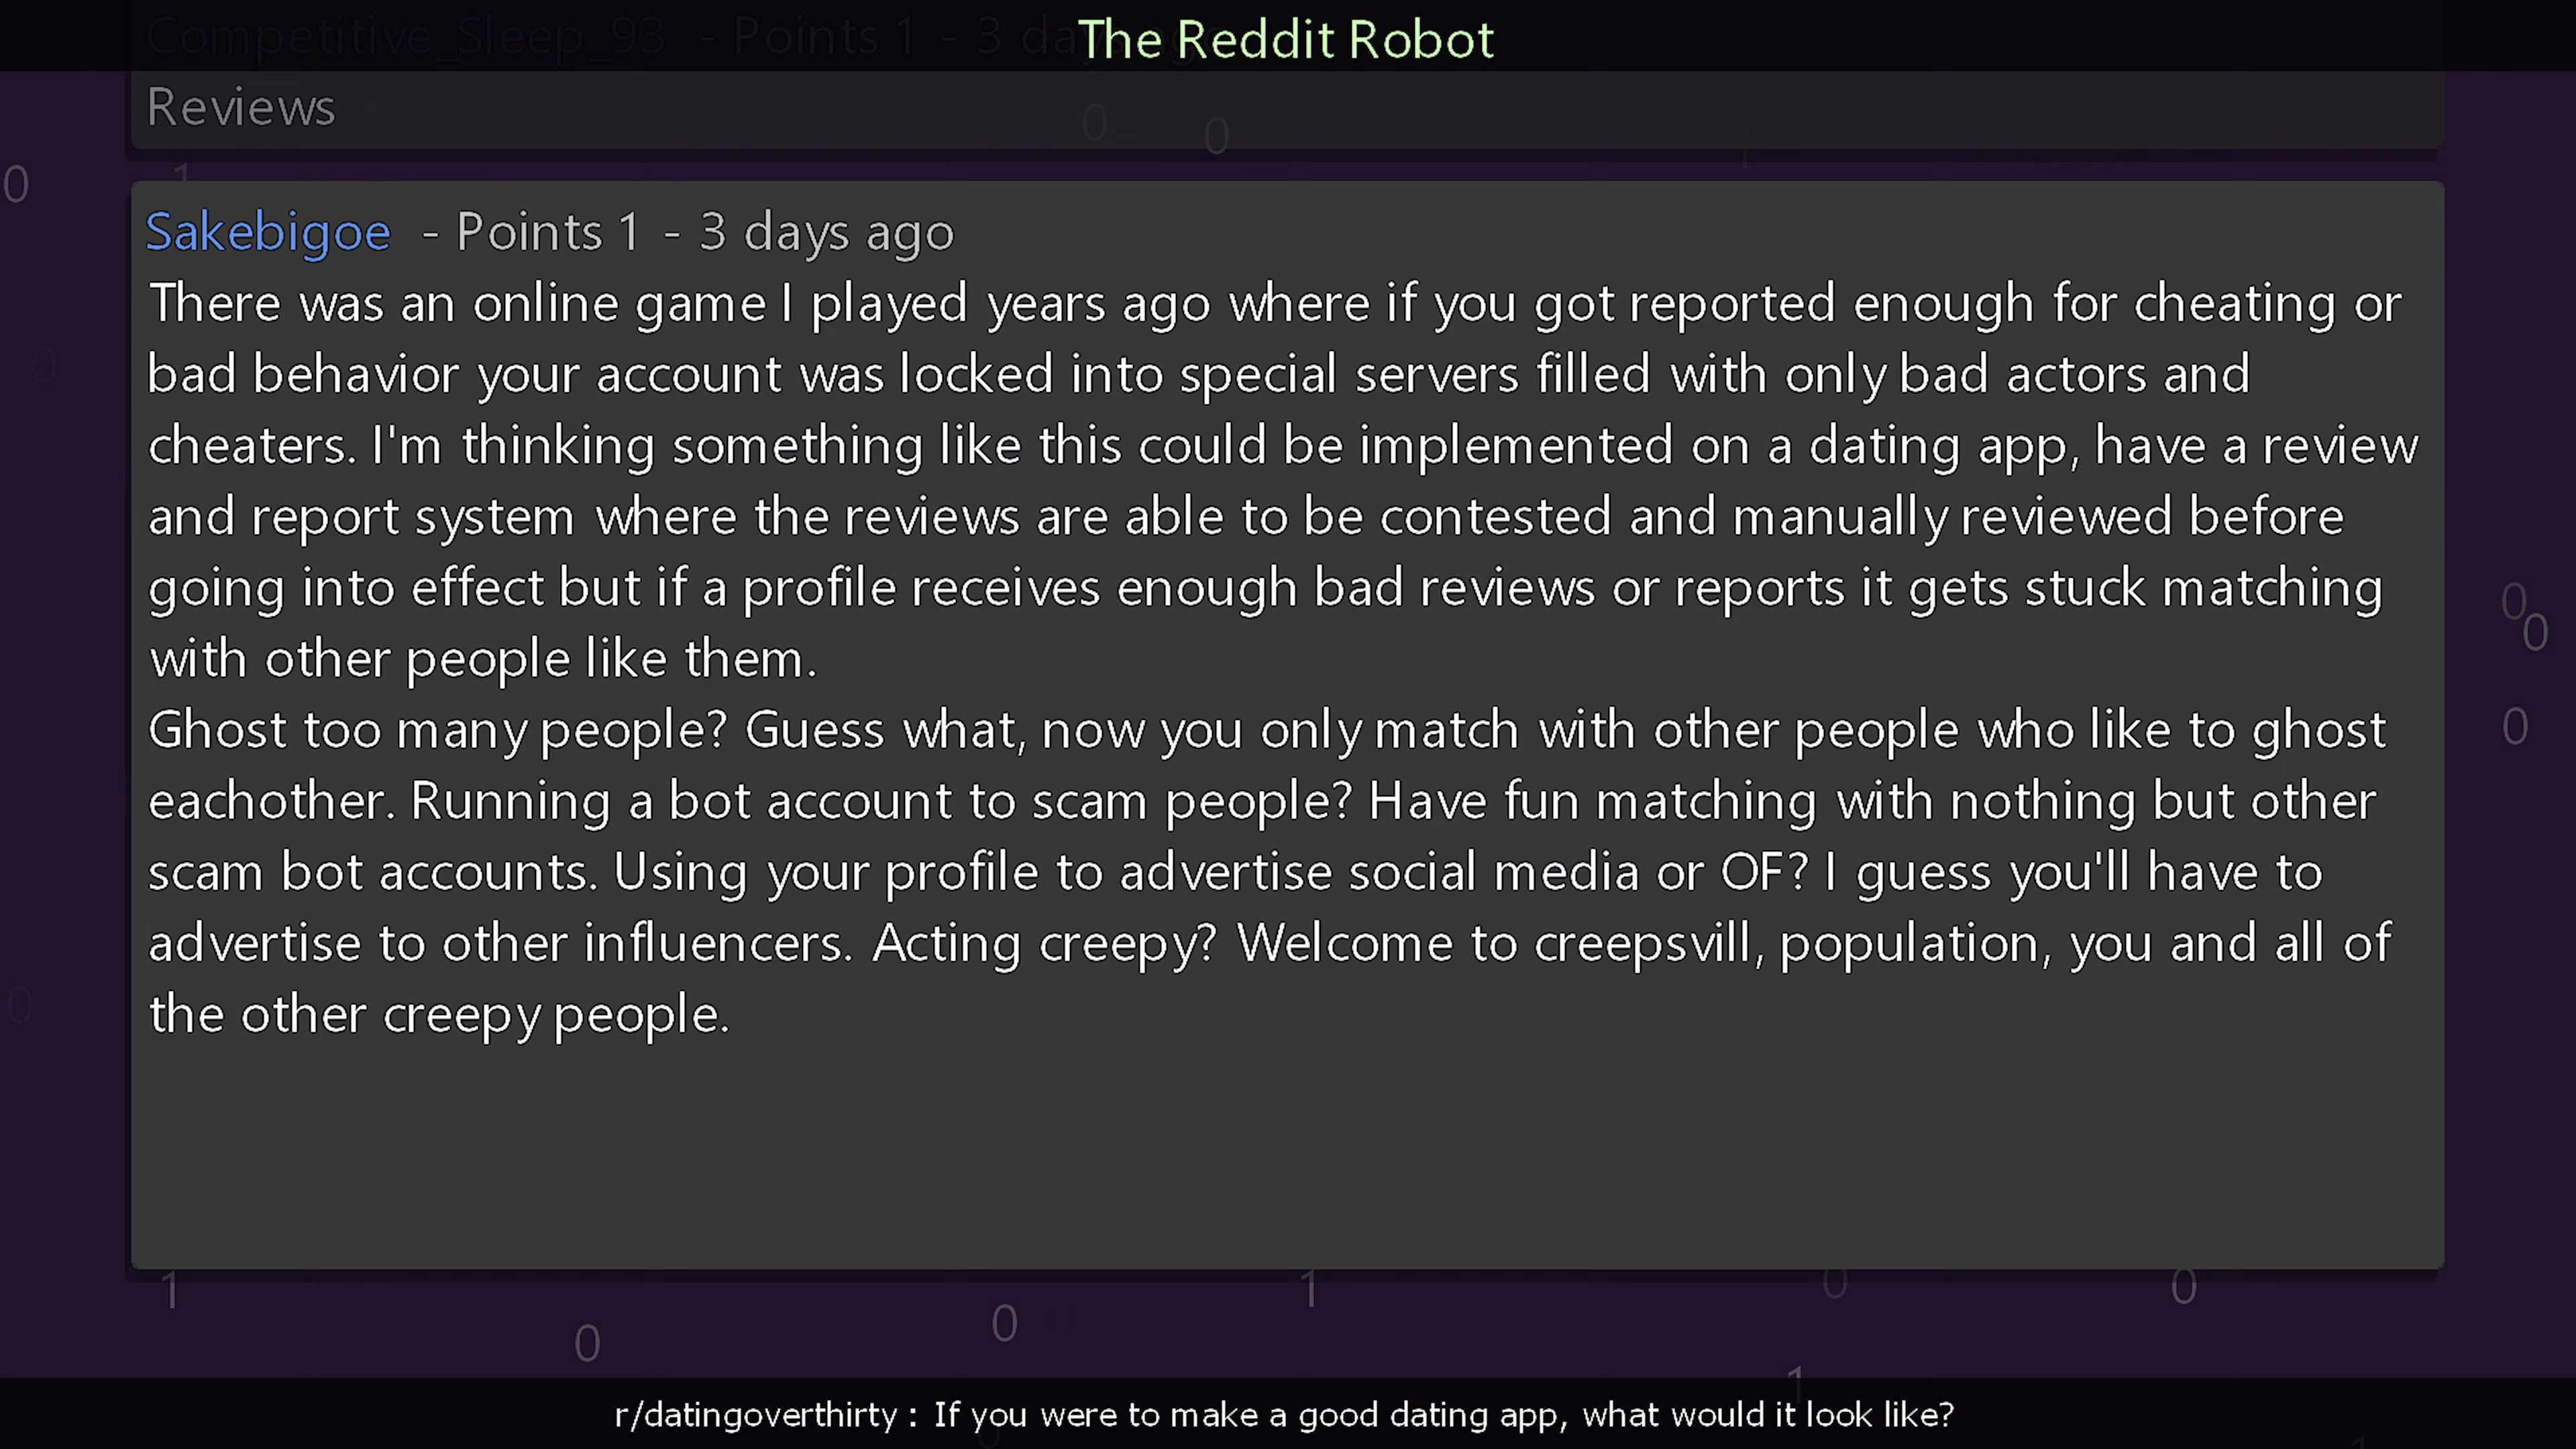 The Reddit Robot
Competitive_Sleep_93 - Points 1 - 3 da
Reviews
Sakebigoe - Points 1 - 3 days ago
There was an online game I played years ago where if you got reported enough for cheating or
bad behavior your account was locked into special servers filled with only bad actors and
cheaters. I'm thinking something like this could be implemented on a dating app, have a review
and report system where the reviews are able to be contested and manually reviewed before
going into effect but if a profile receives enough bad reviews or reports it gets stuck matching
with other people like them.
Ghost too many people? Guess what, now you only match with other people who like to ghost
eachother. Running a bot account to scam people? Have fun matching with nothing but other
scam bot accounts. Using your profile to advertise social media or OF? I guess you'll have to
advertise to other influencers. Acting creepy? Welcome to creepsvill, population, you and all of
the other creepy people.
r/datingoverthirty : If you were to make a good dating app, what would it look like?